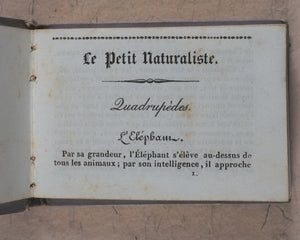 Le Petit Naturaliste.
Quadrupèdes.
L'Eléphant.
Par sa grandeur, l'Éléphant s'élève au-dessus de
tous les animaux; par son intelligence, il approche
1.